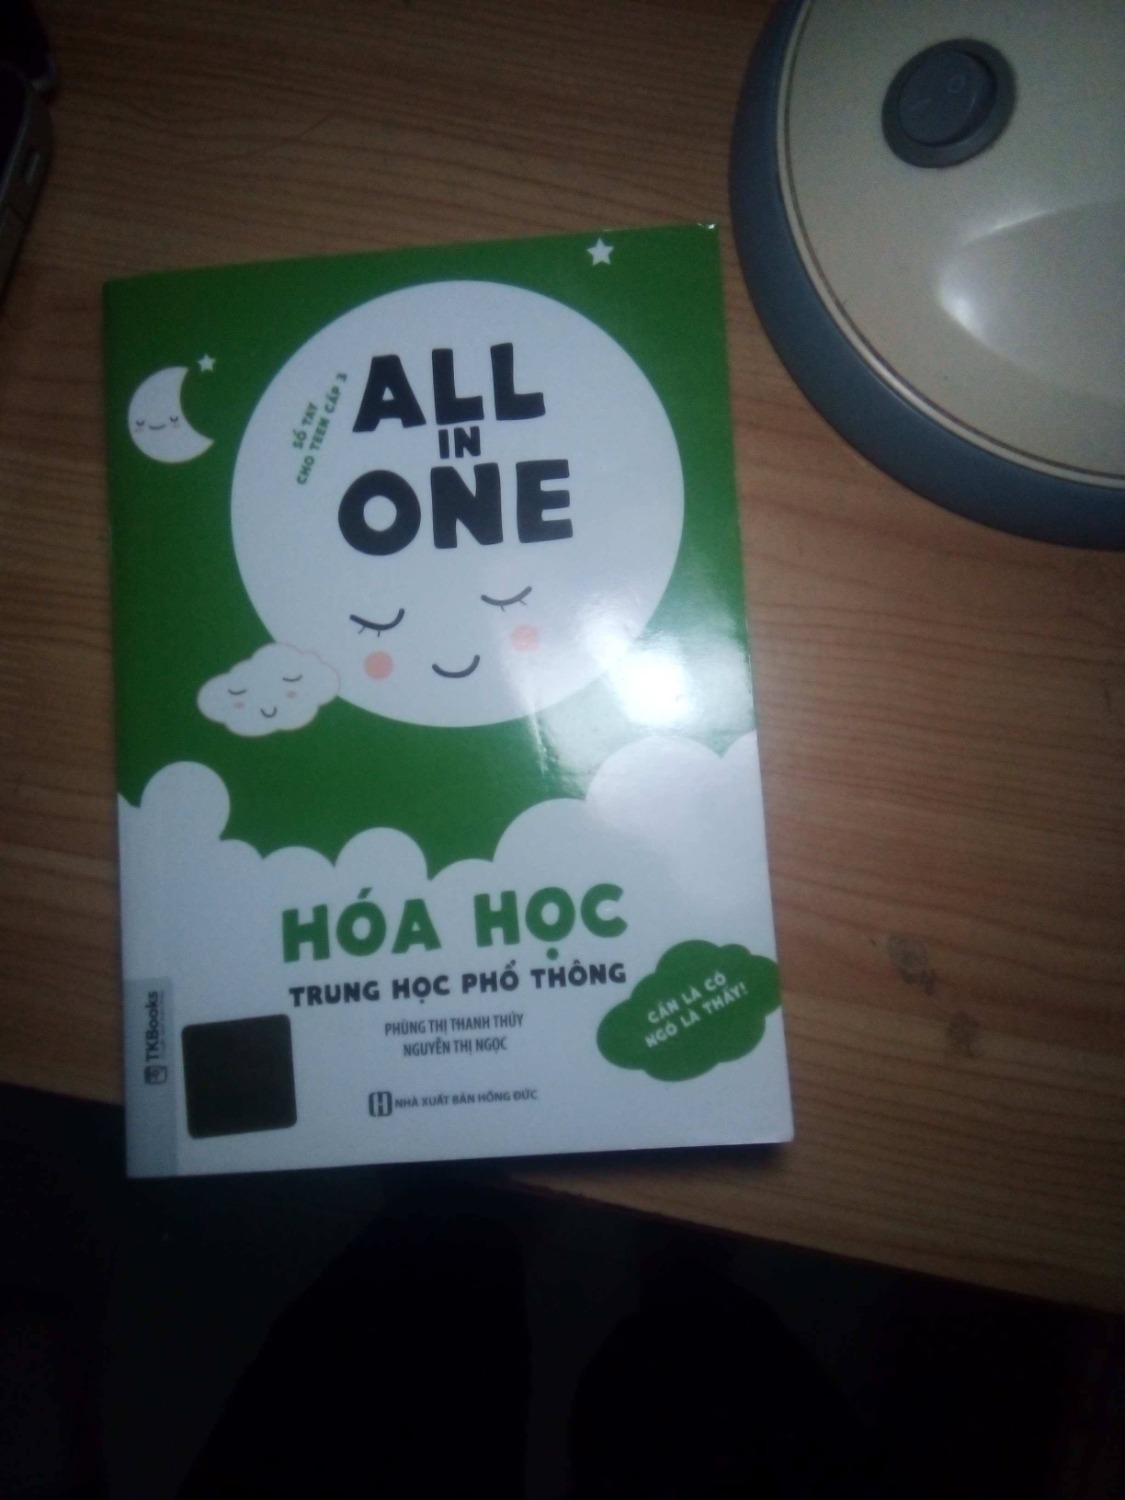 SỔ TAY
CHO TEEN CẤP 3
ALL
IN
ONE
HÓA HỌC
TRUNG HỌC PHỔ THÔNG
PHÙNG THỊ THANH THỦY
NGUYỄN THỊ NGỌC
NHÀ XUẤT BẢN HỒNG ĐỨC
CẦN LÀ CÓ
NGÓ LÀ THẤY!
TKBooks